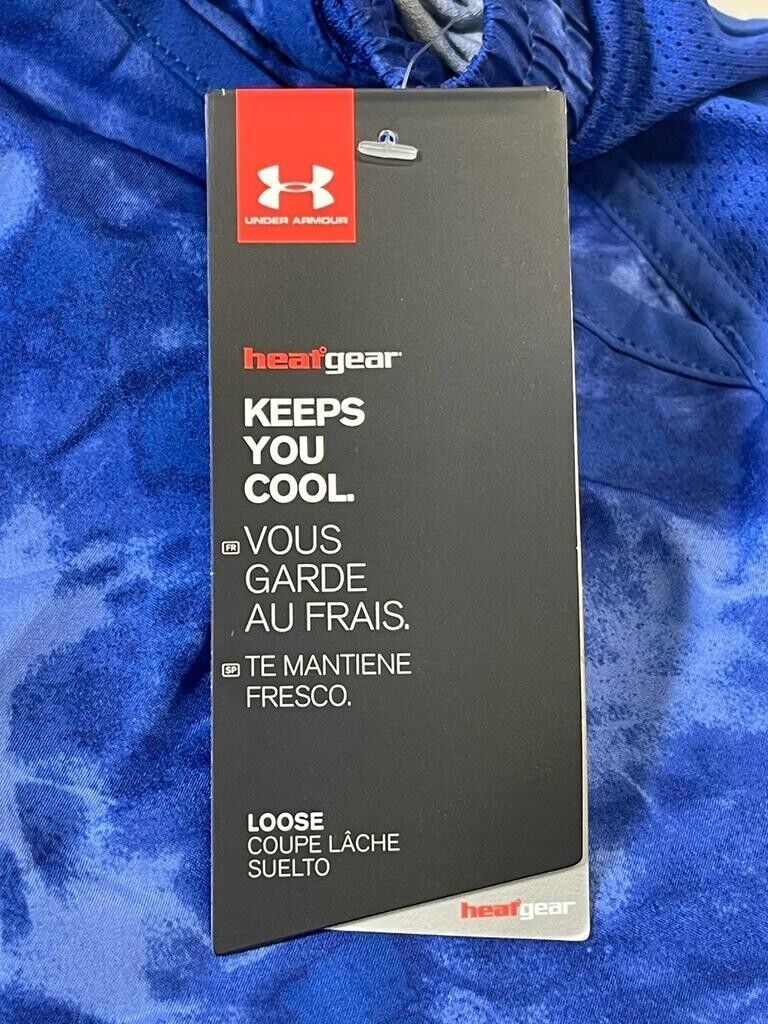 UNDER ARMOUR
heatgear
KEEPS
YOU
COOL.
FR VOUS
GARDE
AU FRAIS.
SP TE MANTIENE
FRESCO.
LOOSE
COUPE LÂCHE
SUELTO
heatgear